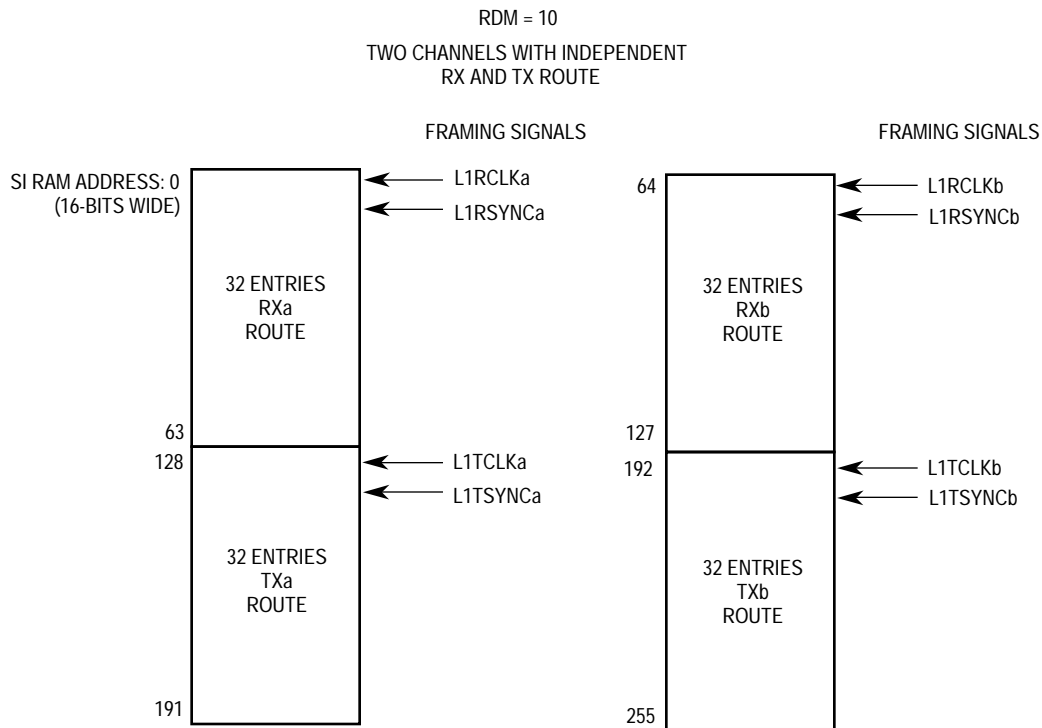 RDM = 10
TWO CHANNELS WITH INDEPENDENT
RX AND TX ROUTE
FRAMING SIGNALS
FRAMING SIGNALS
SI RAM ADDRESS: 0
(16-BITS WIDE)
L1RCLKa
L1RSYNCa
32 ENTRIES
RXa
ROUTE
63
128
L1TCLKa
L1TSYNCa
32 ENTRIES
TXa
ROUTE
191
64
L1RCLKb
L1RSYNCb
32 ENTRIES
RXb
ROUTE
127
192
L1TCLKb
L1TSYNCb
32 ENTRIES
TXb
ROUTE
255